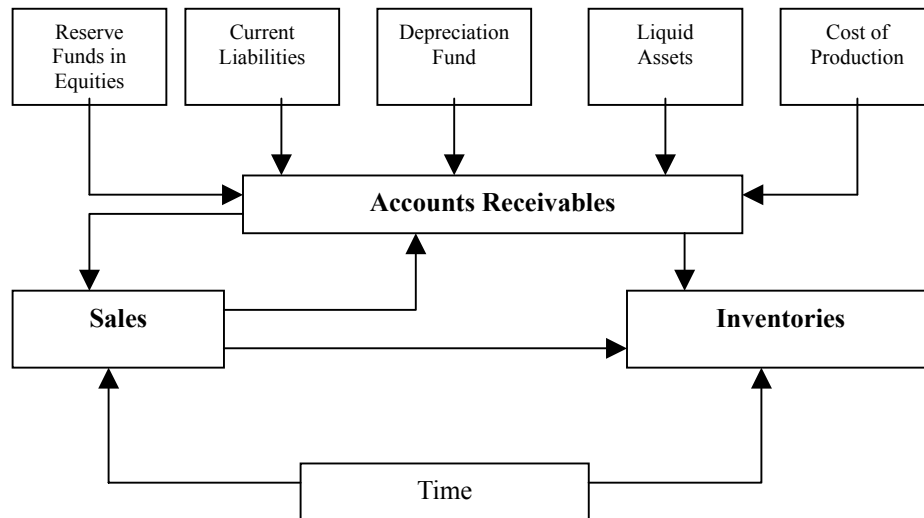 Reserve
Funds in
Equities
Current
Liabilities
Depreciation
Fund
Liquid
Assets
Cost of
Production
Accounts Receivables
Sales
Inventories
Time